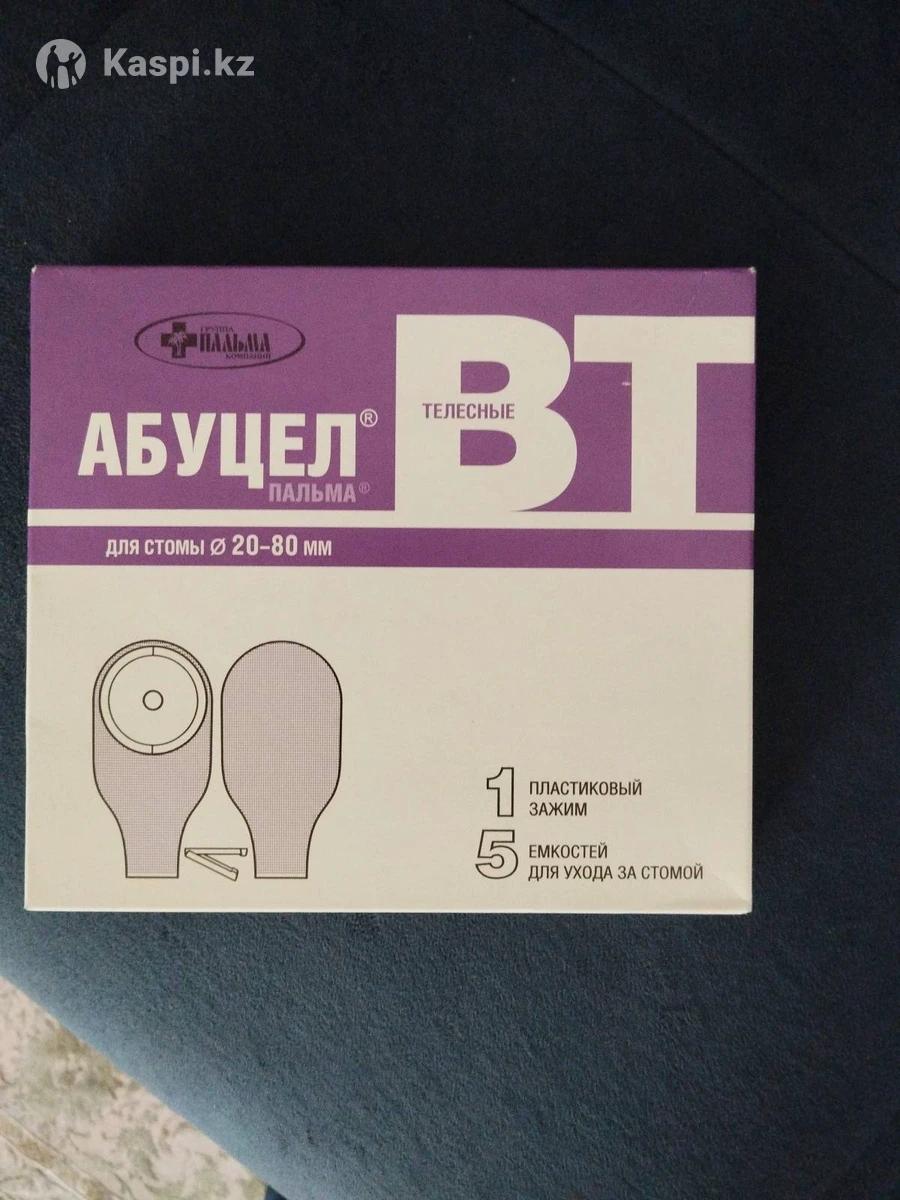 Kaspi.kz
ГРУППА
ПАЛЬМА
КОМПАНИЙ
ВТ
ТЕЛЕСНЫЕ
АБУЦЕЛ®
ПАЛЬМА®
ДЛЯ СТОМЫ Ø 20-80 ММ
1 ПЛАСТИКОВЫЙ
ЗАЖИМ
5 ЕМКОСТЕЙ
ДЛЯ УХОДА ЗА СТОМОЙ